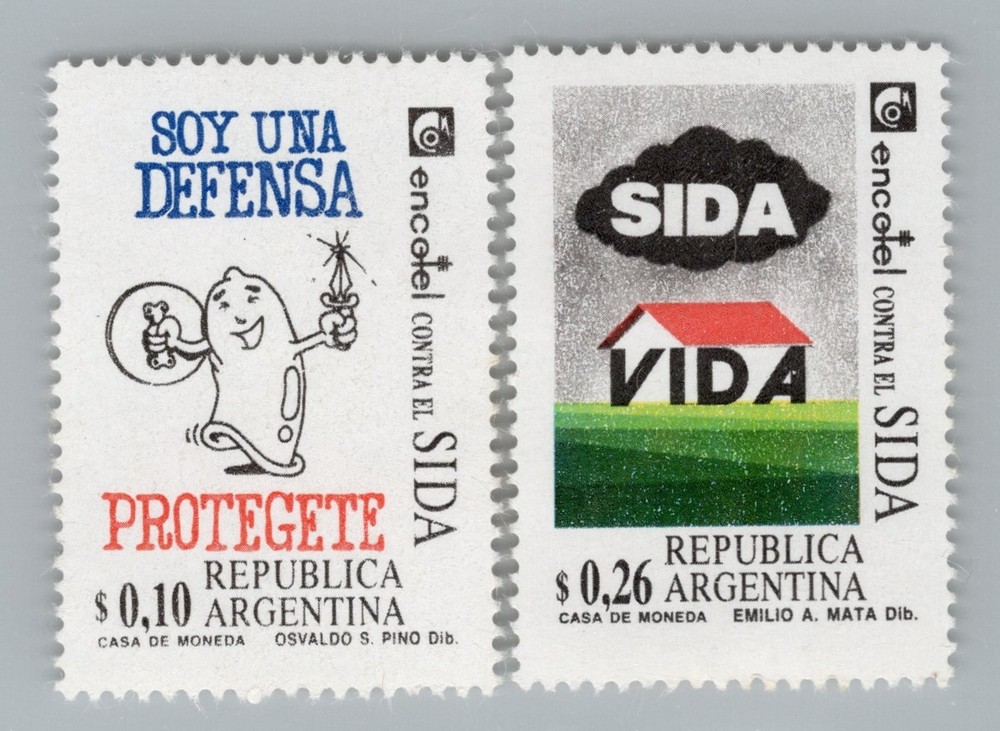 SOY UNA
DEFENSA
encotel CONTRA EL SIDA
PROTEGETE
$ 0,10 REPUBLICA
ARGENTINA
CASA DE MONEDA OSVALDO S. PINO Dib.
SIDA
VIDA
encotel CONTRA EL SIDA
$ 0,26 REPUBLICA
ARGENTINA
CASA DE MONEDA EMILIO A. MATA Dib.